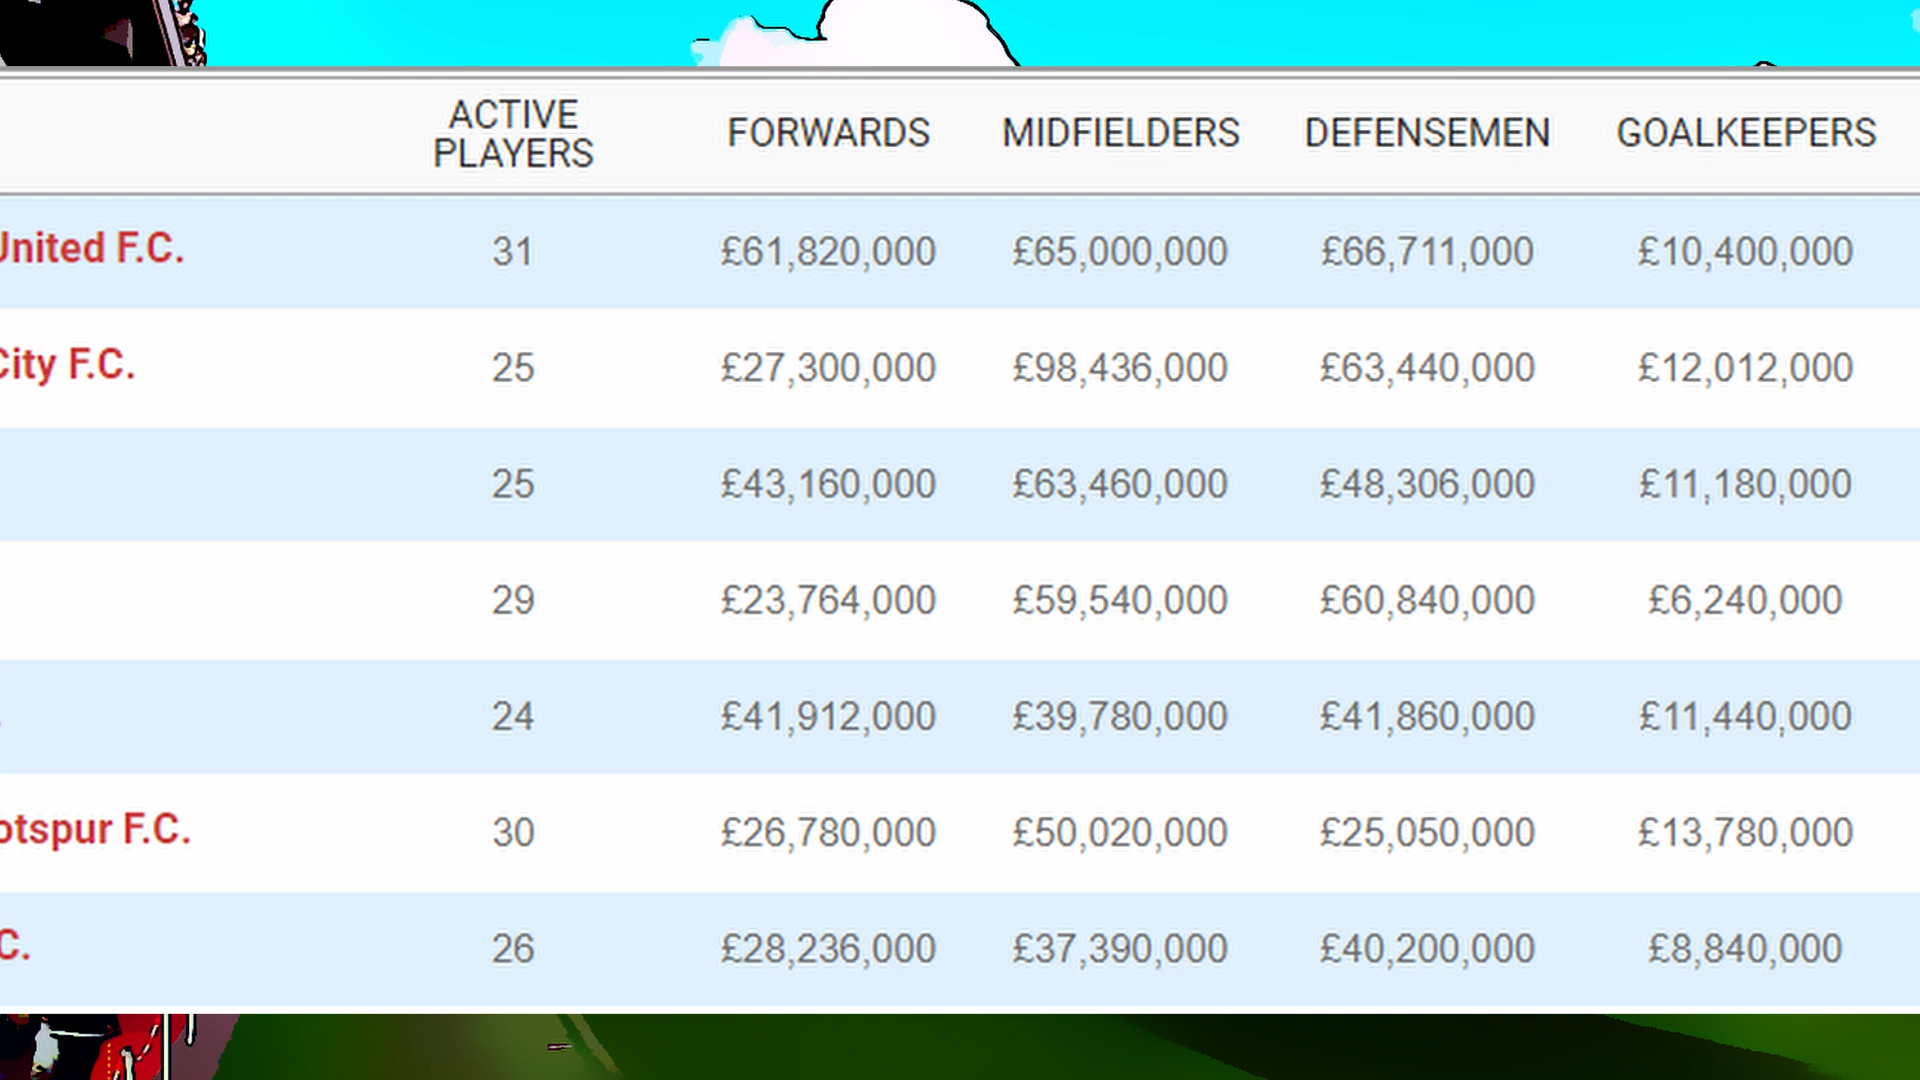 ACTIVE
PLAYERS
FORWARDS MIDFIELDERS DEFENSEMEN GOALKEEPERS
United F.C. 31 £61,820,000 £65,000,000 £66,711,000 £10,400,000
City F.C. 25 £27,300,000 £98,436,000 £63,440,000 £12,012,000
25 £43,160,000 £63,460,000 £48,306,000 £11,180,000
29 £23,764,000 £59,540,000 £60,840,000 £6,240,000
24 £41,912,000 £39,780,000 £41,860,000 £11,440,000
otspur F.C. 30 £26,780,000 £50,020,000 £25,050,000 £13,780,000
C. 26 £28,236,000 £37,390,000 £40,200,000 £8,840,000